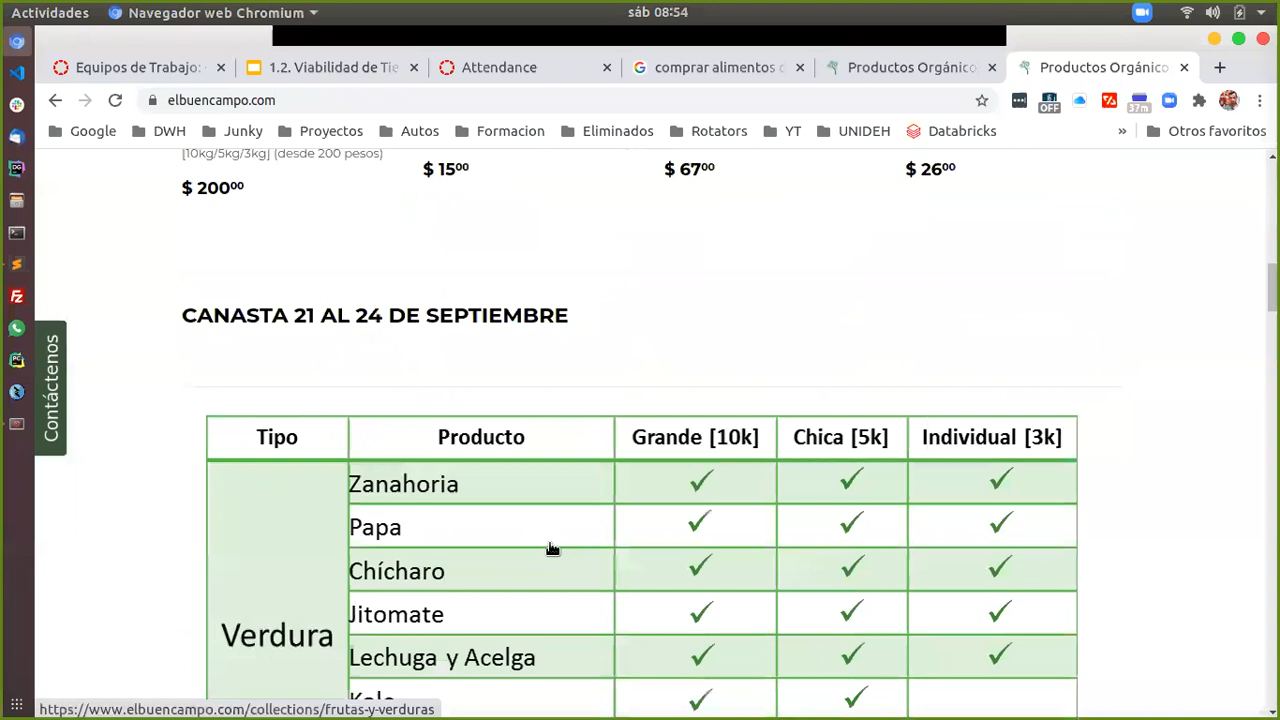 Actividades
Navegador web Chromium
sáb 08:54
Equipos de Trabajo:
1.2. Viabilidad de Tie
Attendance
comprar alimentos d
Productos Orgánico
Productos Orgánico
elbuencampo.com
OFF
37m
Google
DWH
Junky
Proyectos
Autos
Formacion
Eliminados
Rotators
YT
UNIDEH
Databricks
»
Otros favoritos
[10kg/5kg/3kg] (desde 200 pesos)
$ 200⁰⁰
$ 15⁰⁰
$ 67⁰⁰
$ 26⁰⁰
CANASTA 21 AL 24 DE SEPTIEMBRE
Contáctenos
Tipo Producto Grande [10k] Chica [5k] Individual [3k]
Zanahoria ✓ ✓ ✓
Papa ✓ ✓ ✓
Chícharo ✓ ✓ ✓
Jitomate ✓ ✓ ✓
Verdura
Lechuga y Acelga ✓ ✓ ✓
Kale ✓ ✓
https://www.elbuencampo.com/collections/frutas-y-verduras